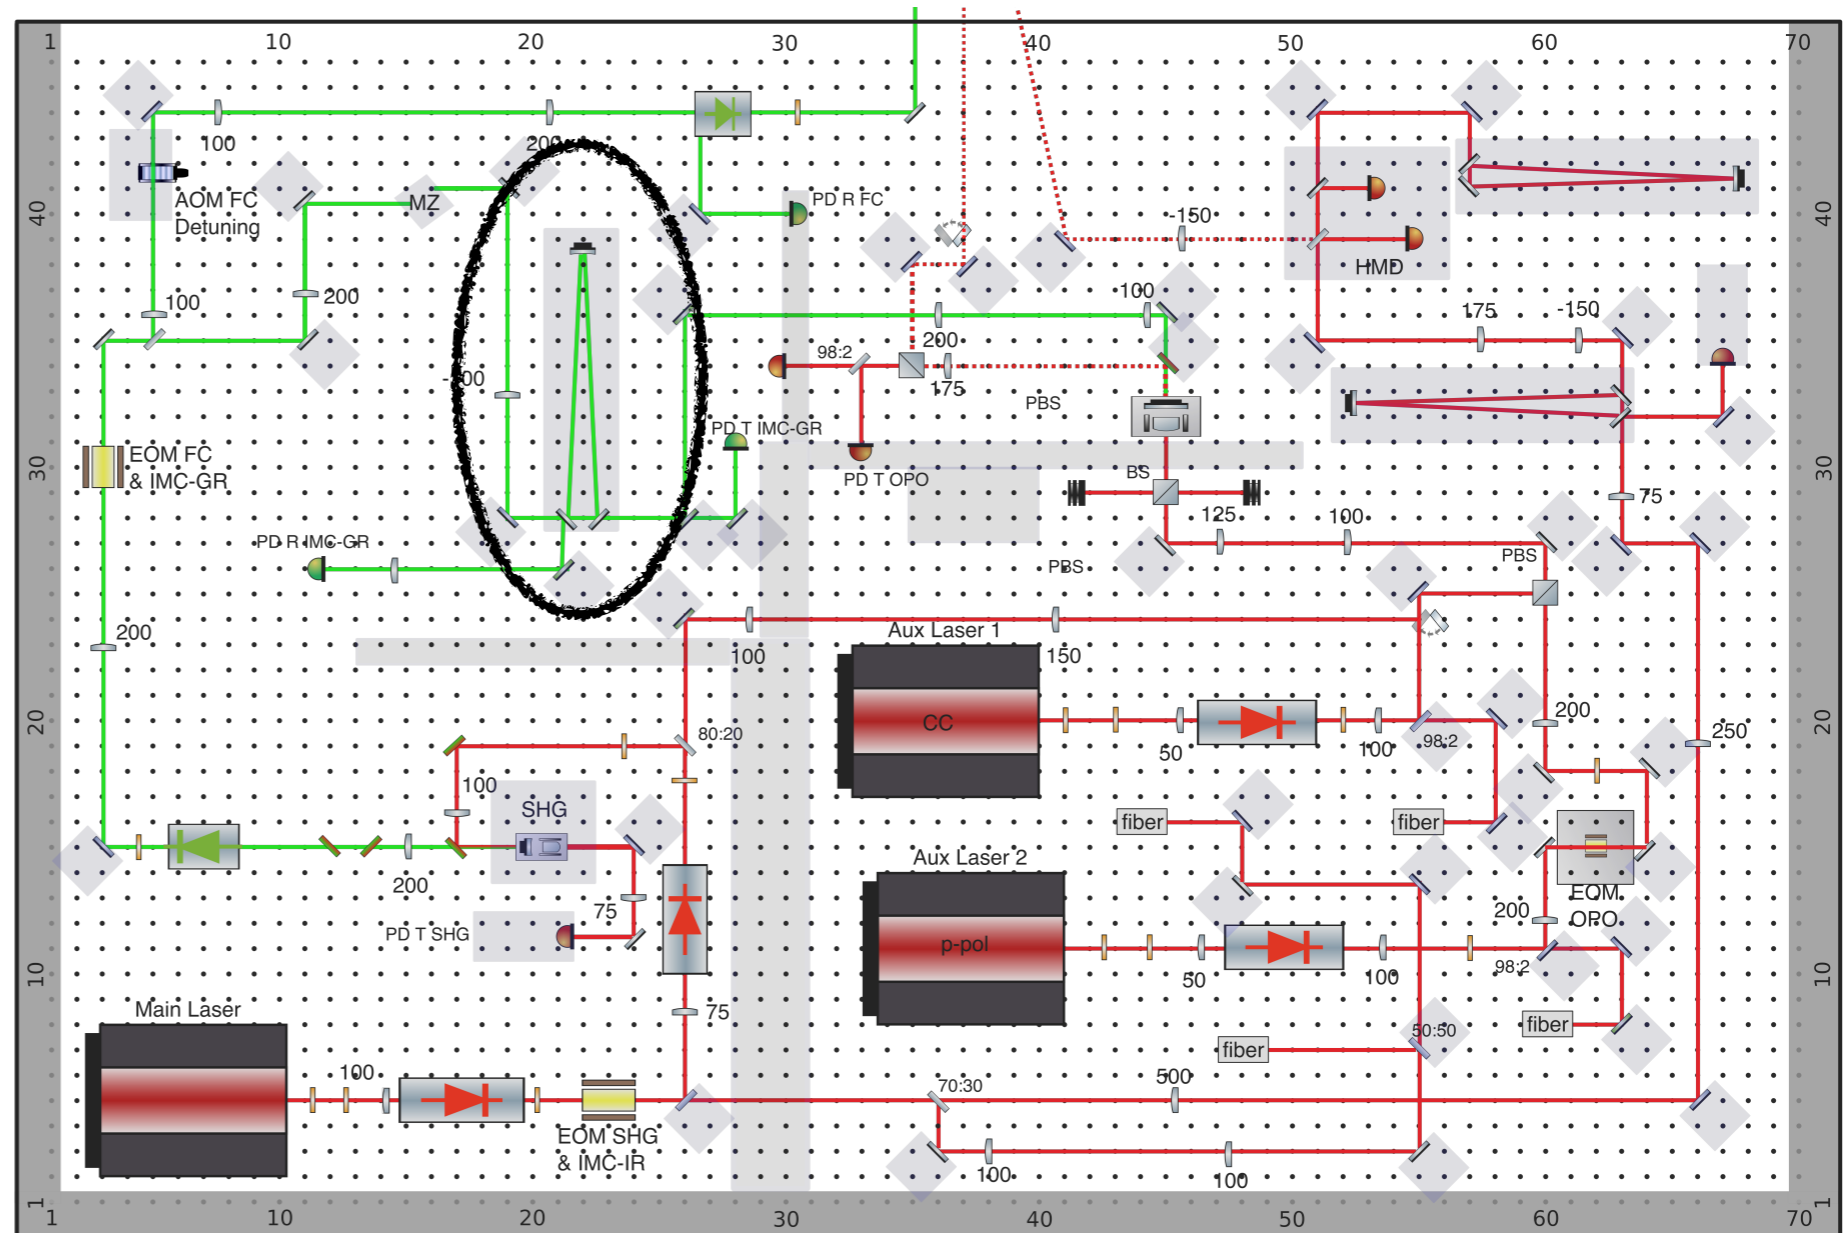 1
10
20
30
40
50
60
70
100
200
PD R FC
40
40
AOM FC
Detuning
MZ
-150
HMD
100
200
100
175
-150
200
98:2
175
PBS
PD T IMC-GR
30
EOM FC
& IMC-GR
BS
30
PD T OPO
75
125
100
PD R IMC-GR
PBS
PBS
200
Aux Laser 1
100
150
20
CC
80:20
50
100
98:2
200
250
20
100
SHG
fiber
fiber
Aux Laser 2
200
EOM
OPO
75
200
PD T SHG
p-pol
50
100
98:2
10
10
Main Laser
75
fiber
50:50
fiber
100
70:30
500
EOM SHG
& IMC-IR
100
100
1
1
1
10
20
30
40
50
60
70